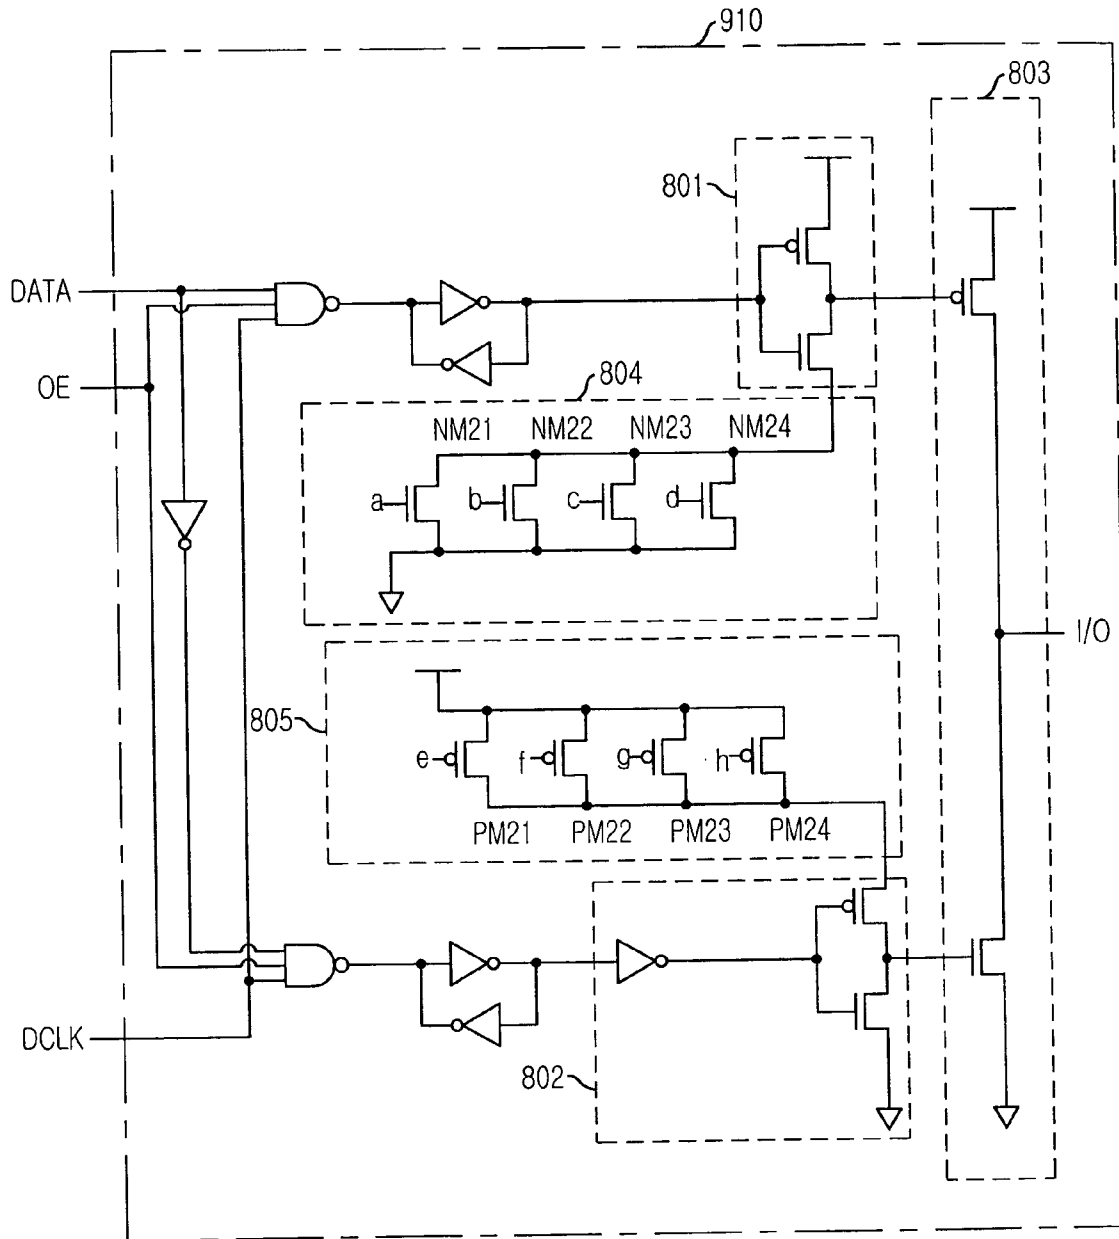 910
803
801
DATA
OE
804
NM21 NM22 NM23 NM24
a b c d
I/O
805
e f g h
PM21 PM22 PM23 PM24
DCLK
802